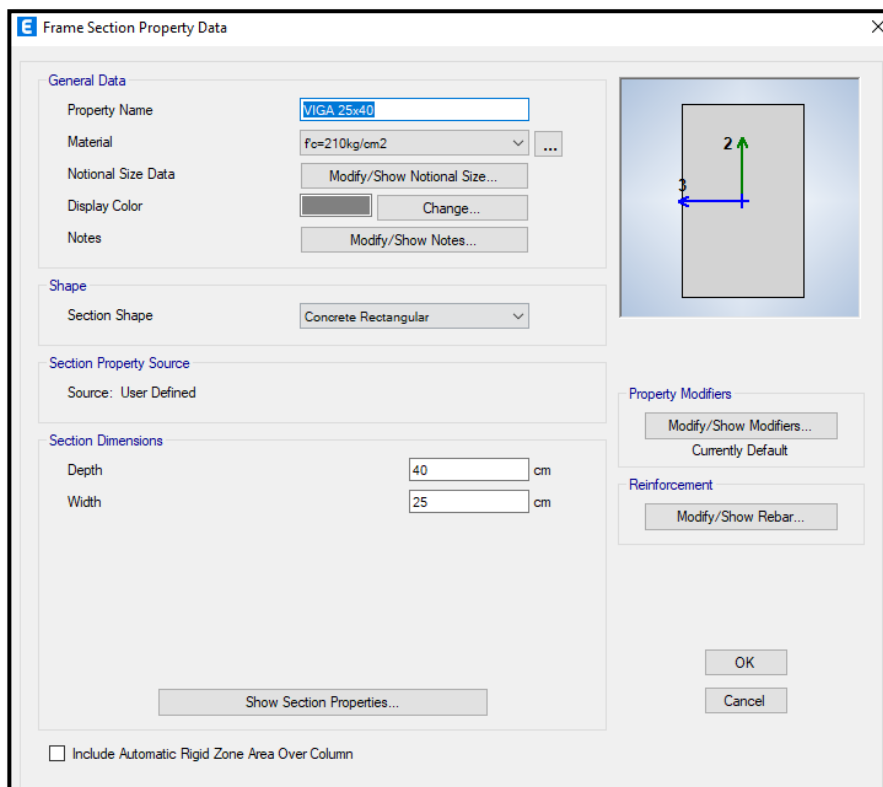 E Frame Section Property Data
General Data
Property Name VIGA 25x40
Material f'c=210kg/cm2 ...
Notional Size Data Modify/Show Notional Size...
Display Color Change...
Notes Modify/Show Notes...
2
3
Shape
Section Shape Concrete Rectangular
Section Property Source
Source: User Defined
Property Modifiers
Modify/Show Modifiers...
Currently Default
Section Dimensions
Depth 40 cm
Width 25 cm
Reinforcement
Modify/Show Rebar...
Show Section Properties...
OK
Cancel
Include Automatic Rigid Zone Area Over Column